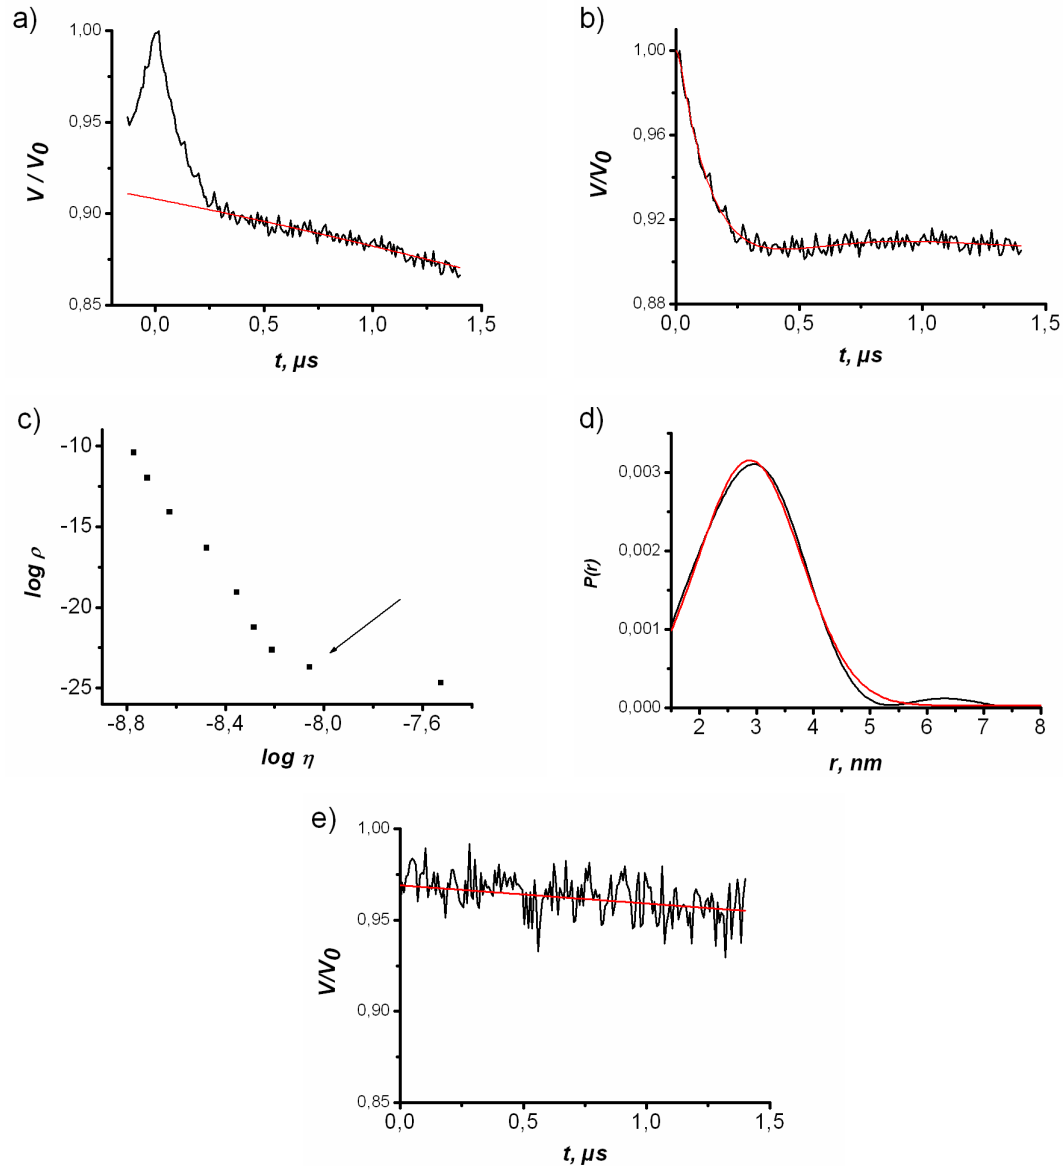 a)
1,00
0,95
0,90
0,85
V / V0
0,0
0,5
1,0
1,5
t, µs
b)
1,00
0,96
0,92
0,88
V/V0
0,0
0,5
1,0
1,5
t, µs
c)
-10
-15
-20
-25
log ρ
-8,8
-8,4
-8,0
-7,6
log η
d)
0,003
0,002
0,001
0,000
P(r)
2
3
4
5
6
7
8
r, nm
e)
1,00
0,95
0,90
0,85
V/V0
0,0
0,5
1,0
1,5
t, µs